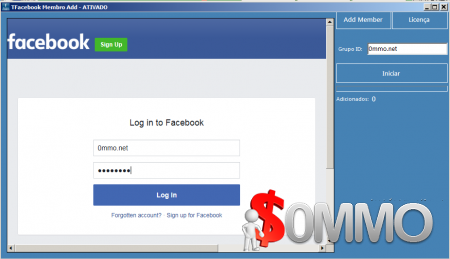 TFacebook Membro Add - ATIVADO
facebook
Sign Up
Log in to Facebook
0mmo.net
••••••••
Log In
Forgotten account? · Sign up for Facebook
Add Member
Licença
Grupo ID:
0mmo.net
Iniciar
Adicionados: 0
$0MMO